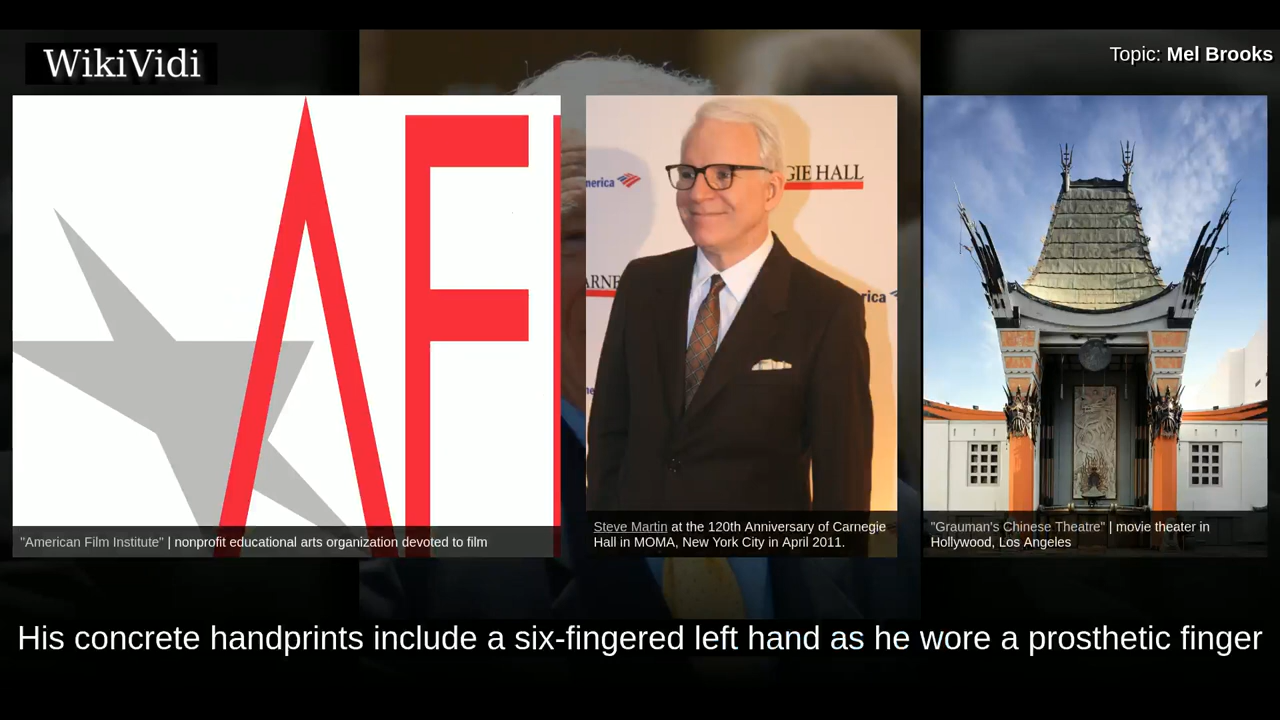 WikiVidi
Topic: Mel Brooks
AFI
merica
GIE HALL
ARNE
rica
"American Film Institute" | nonprofit educational arts organization devoted to film
Steve Martin at the 120th Anniversary of Carnegie
Hall in MOMA, New York City in April 2011.
"Grauman's Chinese Theatre" | movie theater in
Hollywood, Los Angeles
His concrete handprints include a six-fingered left hand as he wore a prosthetic finger